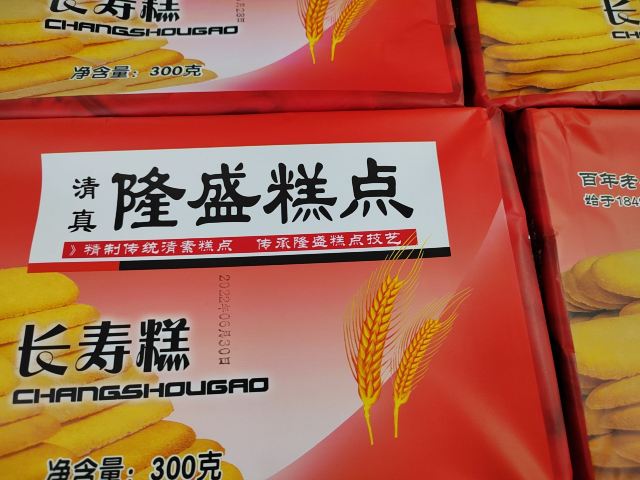 长寿糕
CHANGSHOUGAO
净含量：300克
CHANGSHOUGAO
百年老
始于184
清真
隆盛糕点
》精制传统清素糕点 传承隆盛糕点技艺
2022年06月30日
长寿糕
CHANGSHOUGAO
净含量：300克